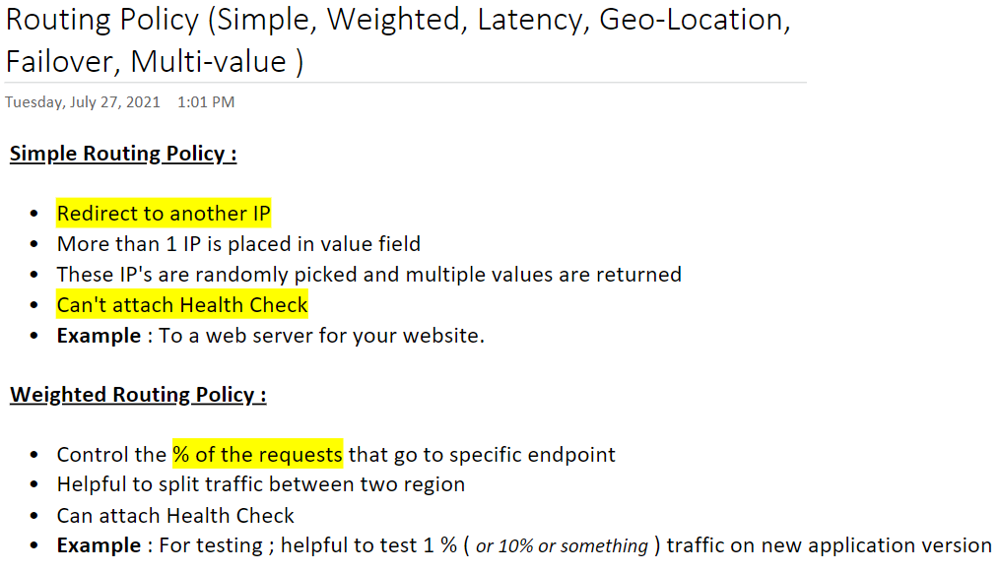 Routing Policy (Simple, Weighted, Latency, Geo-Location,
Failover, Multi-value )
Tuesday, July 27, 2021 1:01 PM
Simple Routing Policy :
• Redirect to another IP
• More than 1 IP is placed in value field
• These IP's are randomly picked and multiple values are returned
• Can't attach Health Check
• Example : To a web server for your website.
Weighted Routing Policy :
• Control the % of the requests that go to specific endpoint
• Helpful to split traffic between two region
• Can attach Health Check
• Example : For testing ; helpful to test 1 % ( or 10% or something ) traffic on new application version